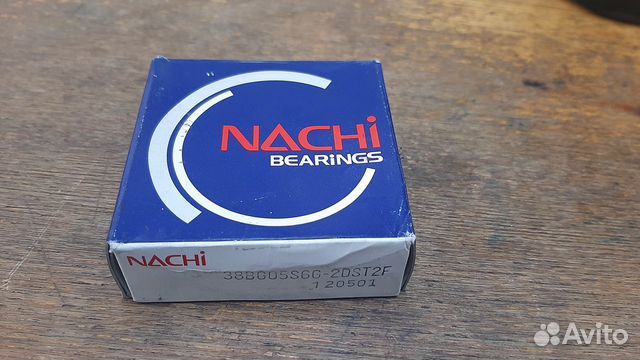 NACHi
BEARiNGS
NACHi
38BG05S6G-2DST2F
120501
Avito